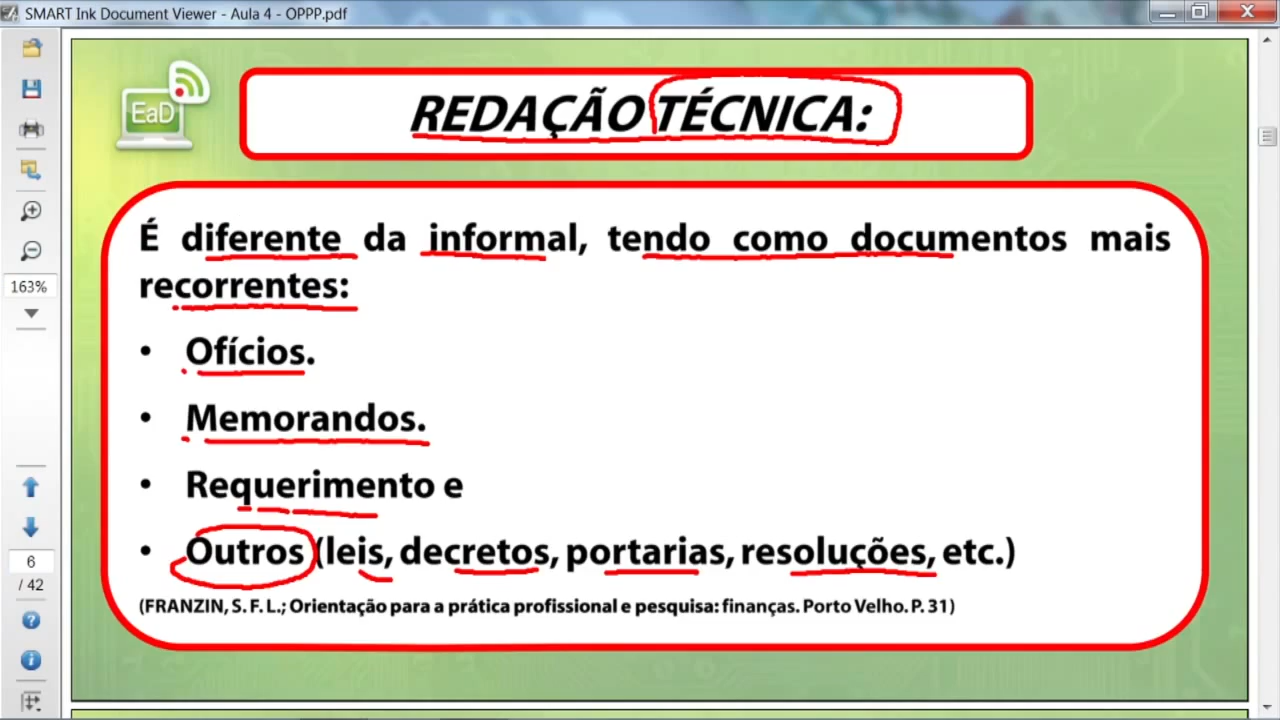 SMART Ink Document Viewer - Aula 4 - OPPP.pdf
EaD
REDAÇÃO TÉCNICA:
É diferente da informal, tendo como documentos mais
recorrentes:
• Ofícios.
• Memorandos.
• Requerimento e
• Outros (leis, decretos, portarias, resoluções, etc.)
(FRANZIN, S. F. L.; Orientação para a prática profissional e pesquisa: finanças. Porto Velho. P. 31)
163%
6
/ 42